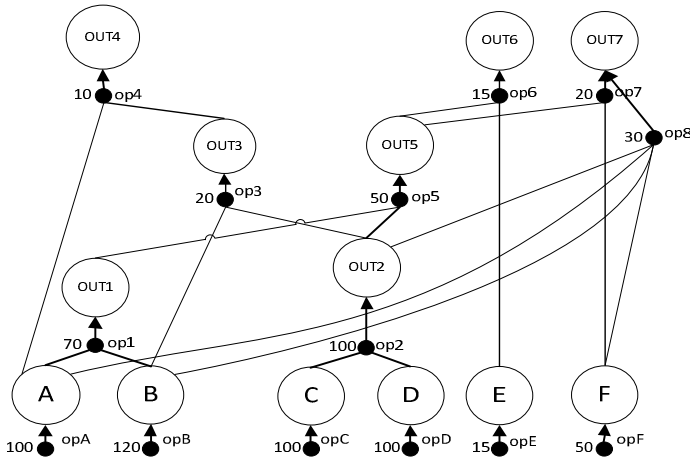 OUT4
OUT6
OUT7
10 op4
15 op6
20 op7
30 op8
OUT3
OUT5
20 op3
50 op5
OUT2
OUT1
70 op1
100 op2
A
B
C
D
E
F
100 opA
120 opB
100 opC
100 opD
15 opE
50 opF